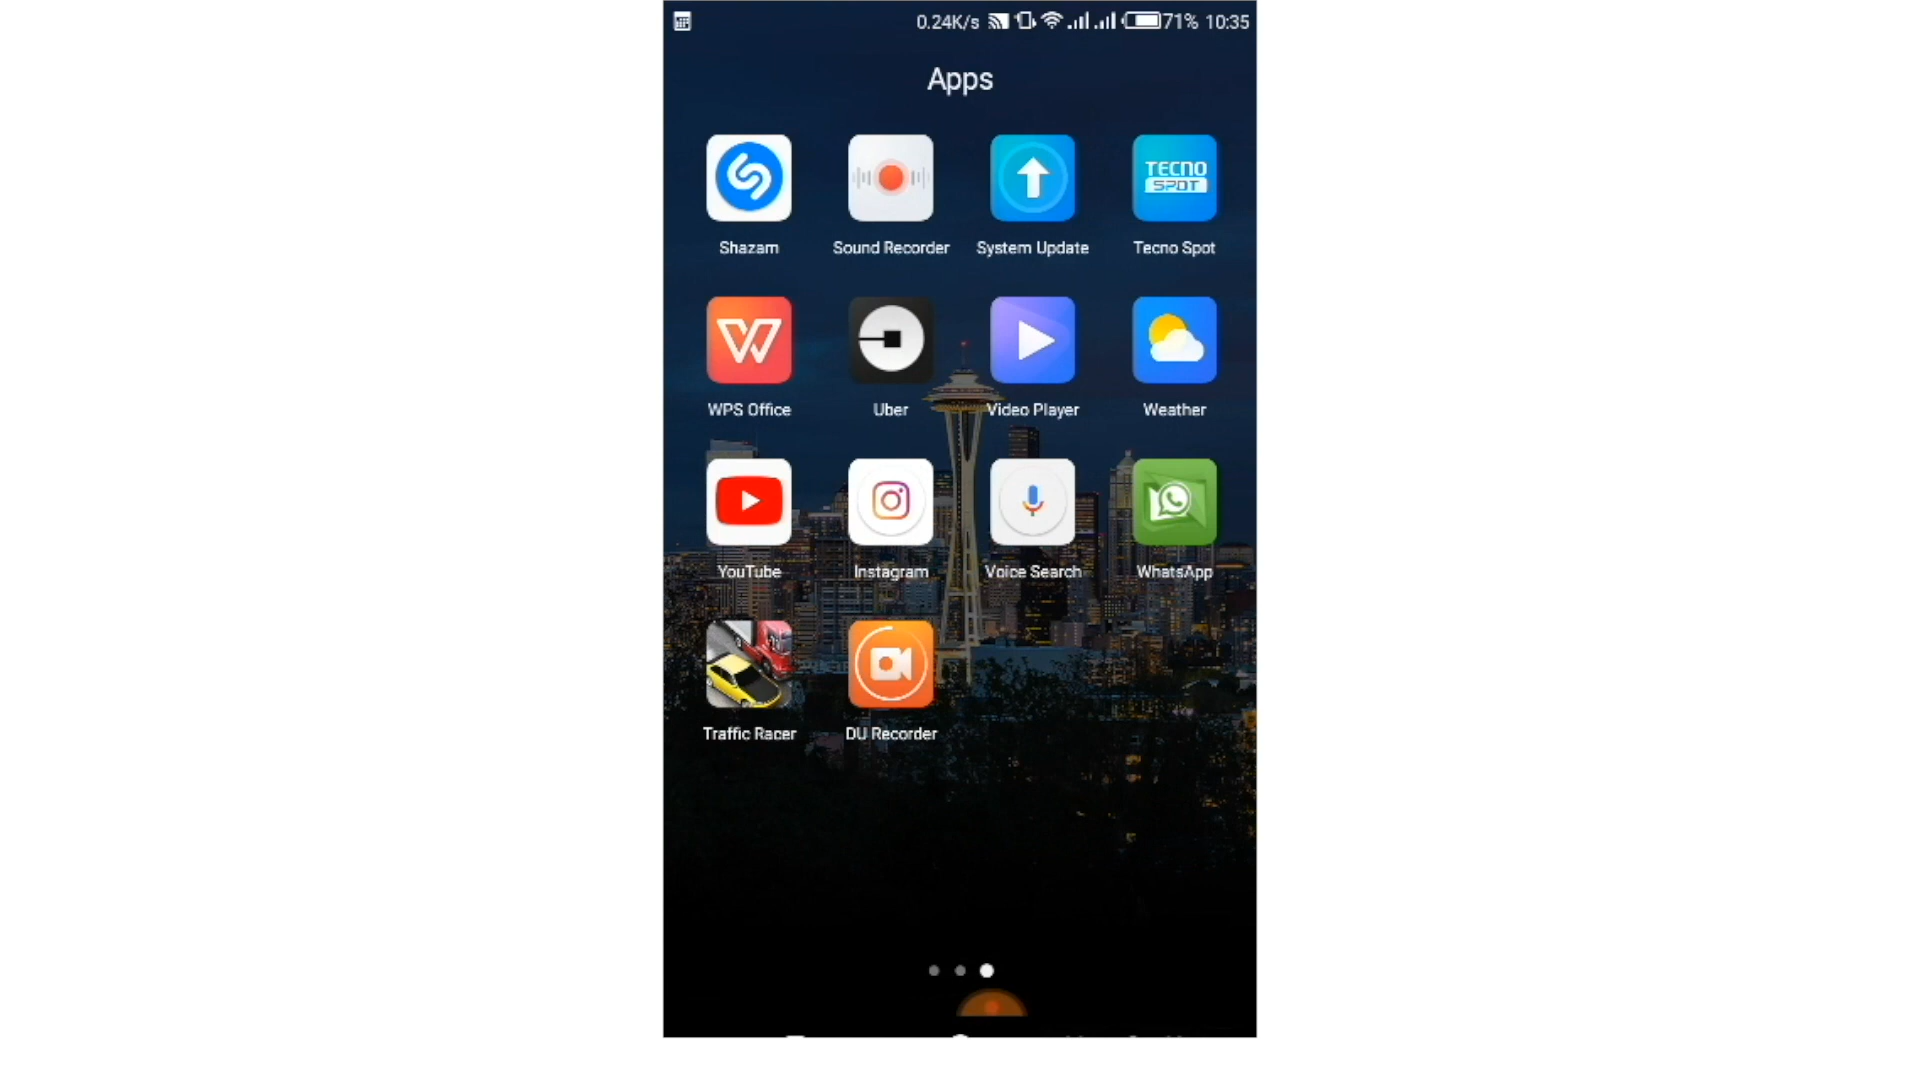 0.24K/s 71% 10:35
Apps
TECNO
SPOT
Shazam Sound Recorder System Update Tecno Spot
WPS Office Uber Video Player Weather
YouTube Instagram Voice Search WhatsApp
Traffic Racer DU Recorder